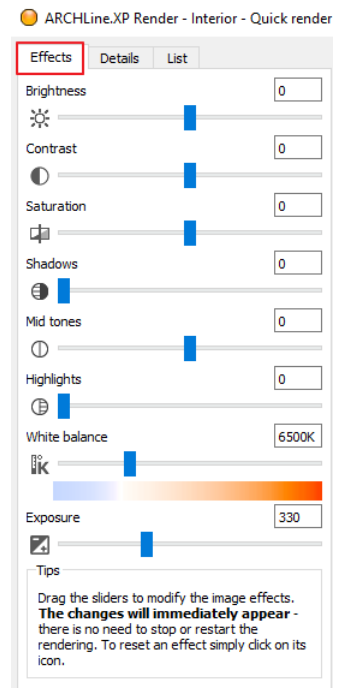 ARCHLine.XP Render - Interior - Quick render
Effects Details List
Brightness 0
Contrast 0
Saturation 0
Shadows 0
Mid tones 0
Highlights 0
White balance 6500K
K
Exposure 330
Tips
Drag the sliders to modify the image effects.
The changes will immediately appear -
there is no need to stop or restart the
rendering. To reset an effect simply click on its
icon.